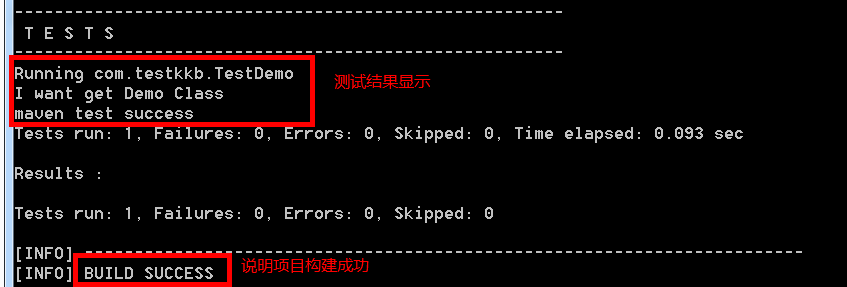 -------------------------------------------------------
T E S T S
-------------------------------------------------------
Running com.testkkb.TestDemo
测试结果显示
I want get Demo Class
maven test success
Tests run: 1, Failures: 0, Errors: 0, Skipped: 0, Time elapsed: 0.093 sec
Results :
Tests run: 1, Failures: 0, Errors: 0, Skipped: 0
[INFO] ------------------------------------------------------------------------
[INFO] BUILD SUCCESS
说明项目构建成功